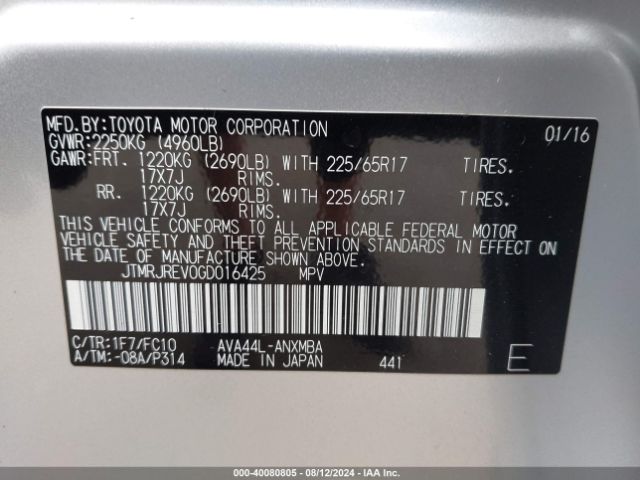 MFD.BY:TOYOTA MOTOR CORPORATION 01/16
GVWR:2250KG (4960LB)
GAWR:FRT. 1220KG (2690LB) WITH 225/65R17 TIRES.
17X7J RIMS.
RR. 1220KG (2690LB) WITH 225/65R17 TIRES.
17X7J RIMS.
THIS VEHICLE CONFORMS TO ALL APPLICABLE FEDERAL MOTOR
VEHICLE SAFETY AND THEFT PREVENTION STANDARDS IN EFFECT ON
THE DATE OF MANUFACTURE SHOWN ABOVE.
JTMRJREV0GD016425 MPV
C/TR:1F7/FC10 AVA44L-ANXMBA
A/TM:-08A/P314 MADE IN JAPAN 441 E
000-40080805 - 08/12/2024 - IAAI.COM